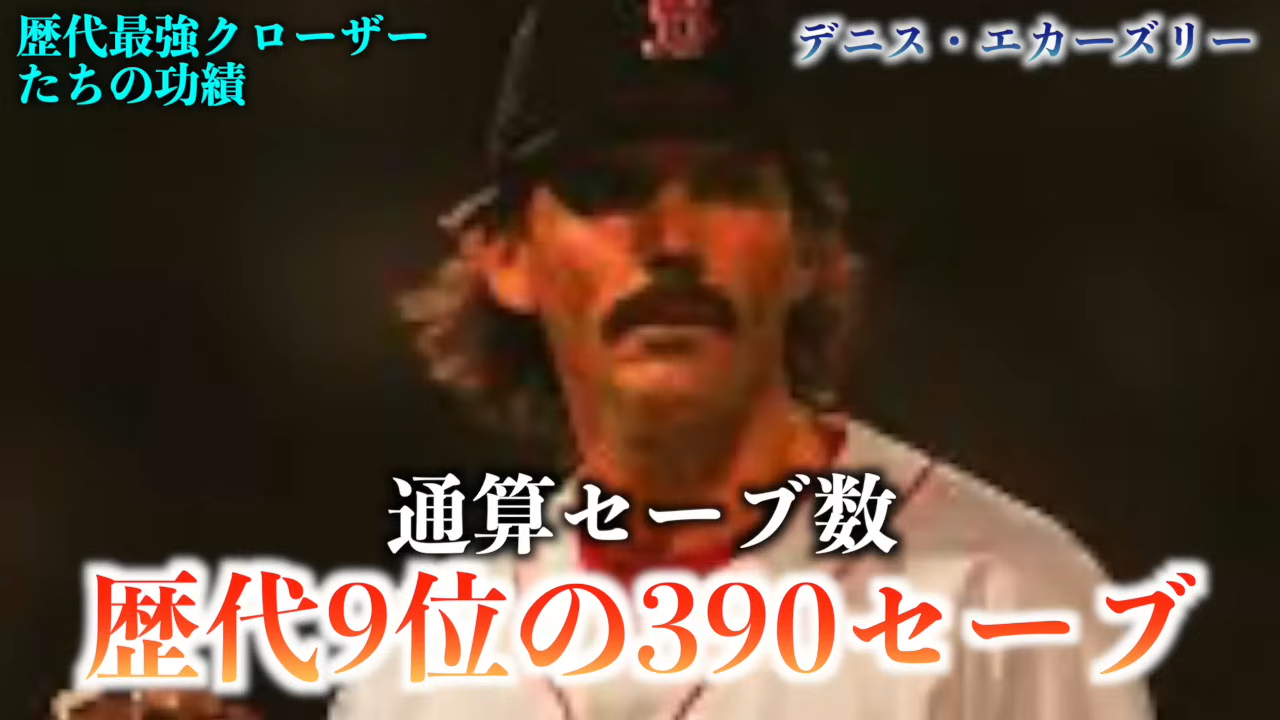 歴代最強クローザー
たちの功績
デニス・エカーズリー
通算セーブ数
歴代9位の390セーブ